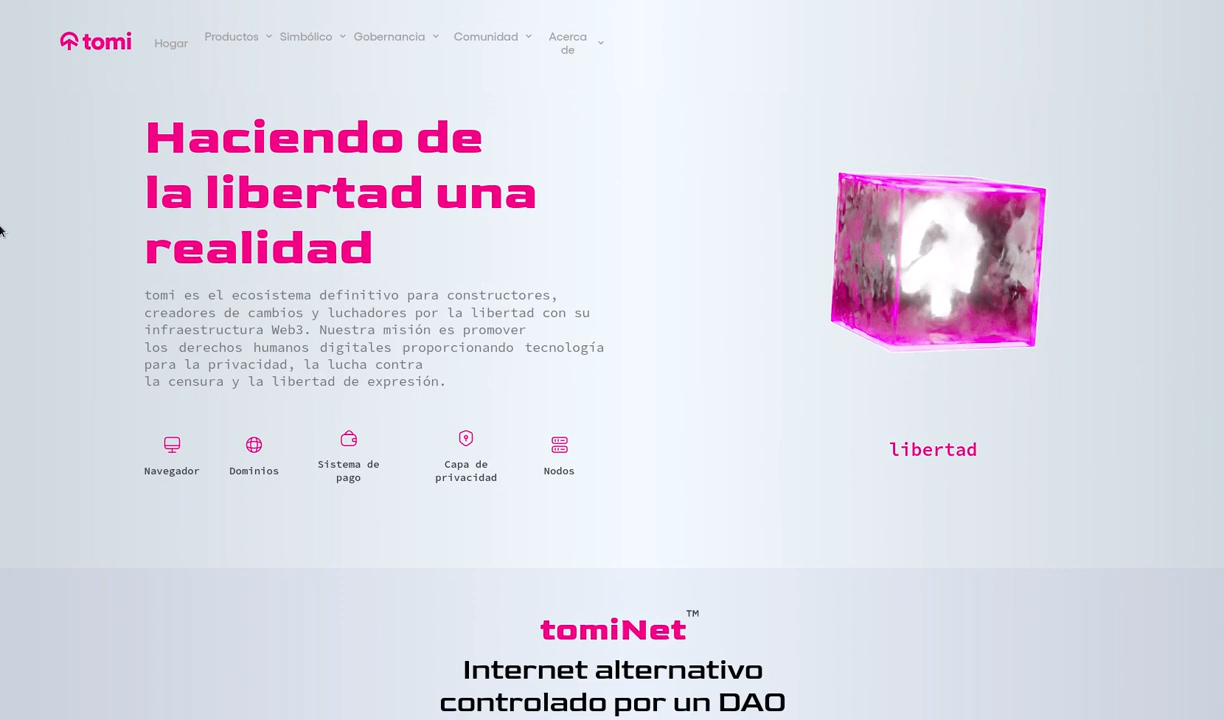 tomi
Hogar Productos Simbólico Gobernancia Comunidad Acerca
de
Haciendo de
la libertad una
realidad
tomi es el ecosistema definitivo para constructores,
creadores de cambios y luchadores por la libertad con su
infraestructura Web3. Nuestra misión es promover
los derechos humanos digitales proporcionando tecnología
para la privacidad, la lucha contra
la censura y la libertad de expresión.
Navegador
Dominios
Sistema de
pago
Capa de
privacidad
Nodos
libertad
tomiNet™
Internet alternativo
controlado por un DAO